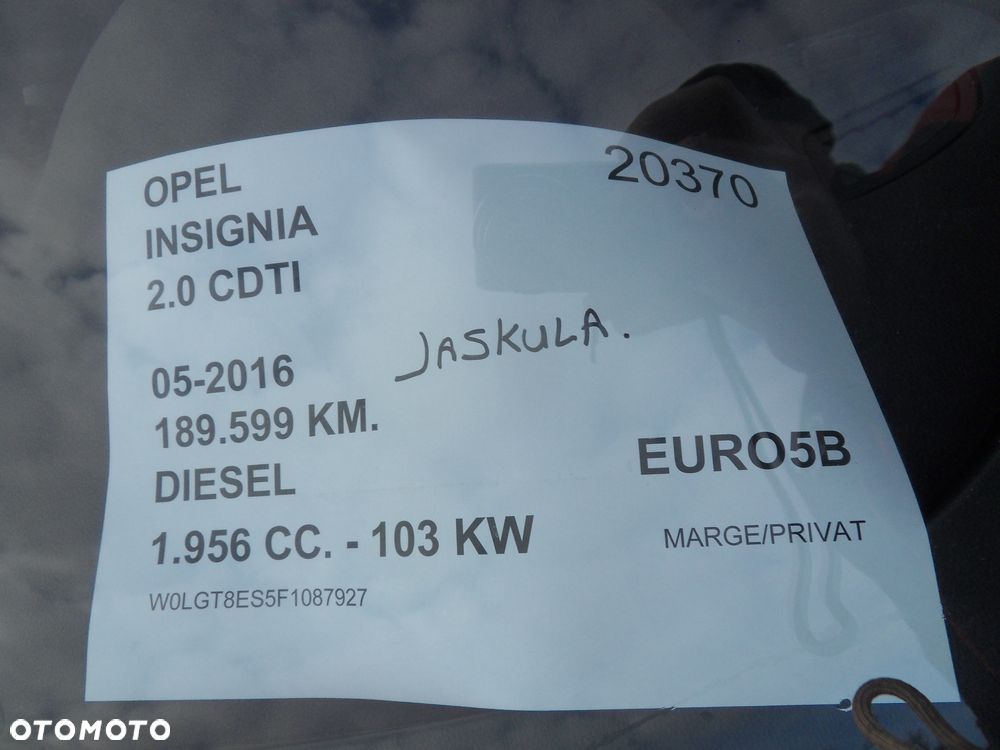 OPEL
20370
INSIGNIA
2.0 CDTI
JASKULA.
05-2016
189.599 KM.
DIESEL
EURO5B
1.956 CC. - 103 KW
MARGE/PRIVAT
W0LGT8ES5F1087927
OTOMOTO